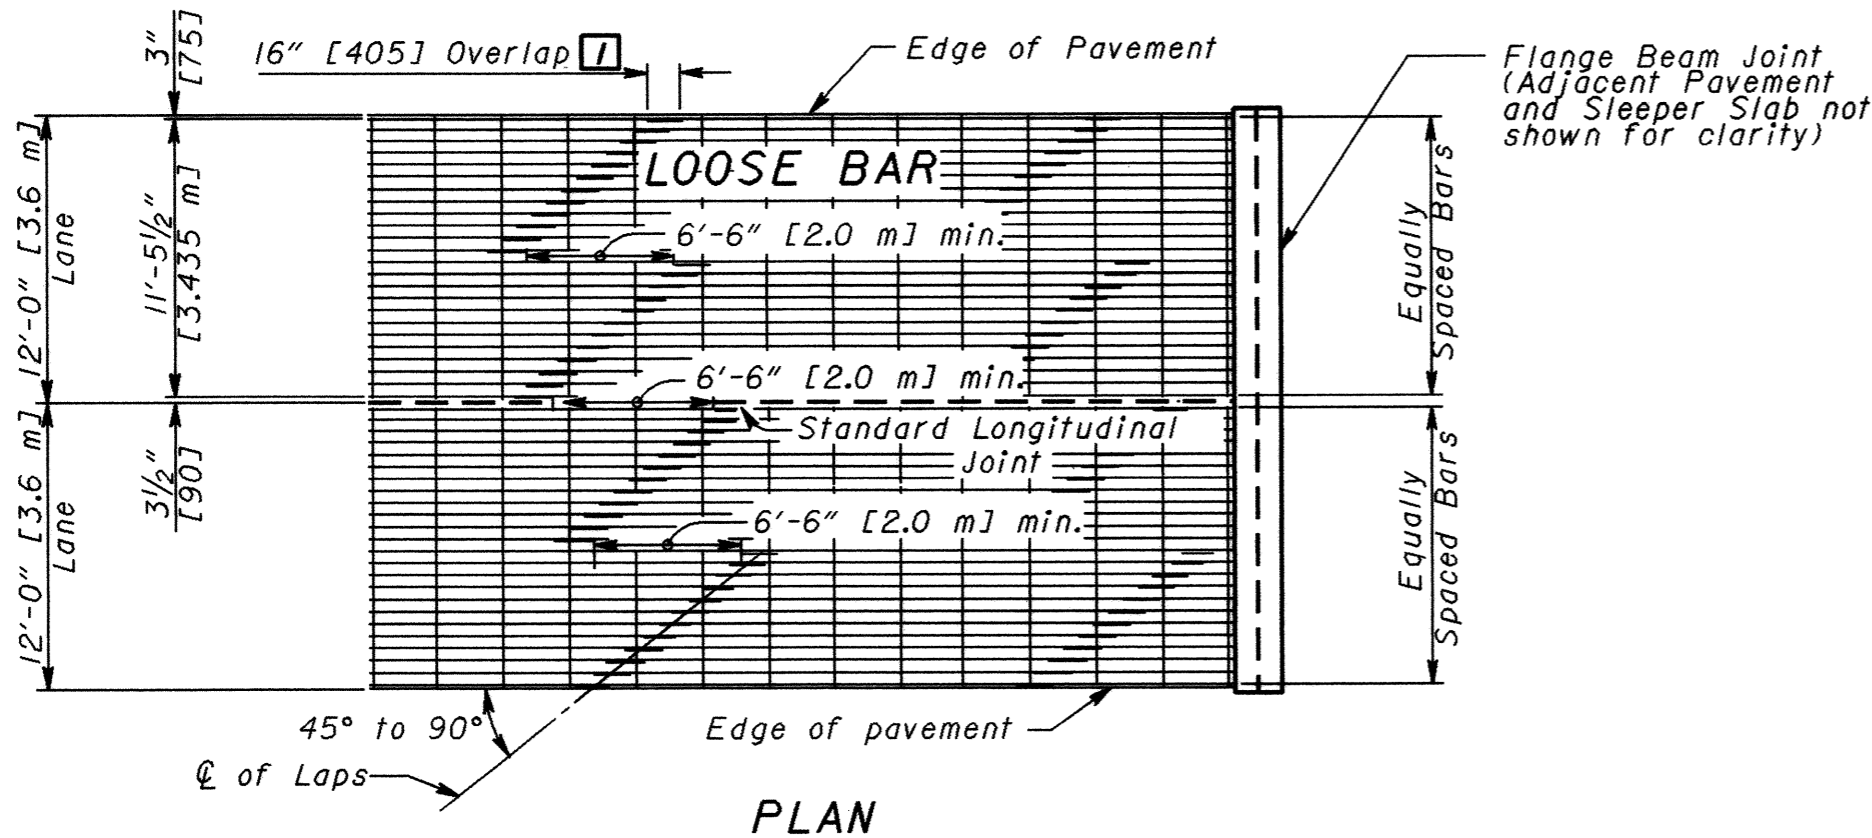 3" [75]
16" [405] Overlap 1
Edge of Pavement
Flange Beam Joint
(Adjacent Pavement
and Sleeper Slab not
shown for clarity)
12'-0" [3.6 m]
Lane
11'-5½"
[3.435 m]
LOOSE BAR
6'-6" [2.0 m] min.
Equally
Spaced Bars
6'-6" [2.0 m] min.
Standard Longitudinal
Joint
12'-0" [3.6 m]
Lane
3½"
[90]
6'-6" [2.0 m] min.
Equally
Spaced Bars
45° to 90°
Edge of pavement
℄ of Laps
PLAN